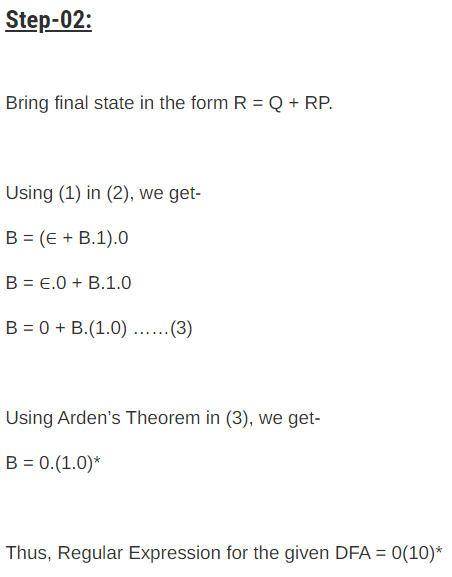 Step-02:
Bring final state in the form R = Q + RP.
Using (1) in (2), we get-
B = (∈ + B.1).0
B = ∈.0 + B.1.0
B = 0 + B.(1.0) ……(3)
Using Arden’s Theorem in (3), we get-
B = 0.(1.0)*
Thus, Regular Expression for the given DFA = 0(10)*